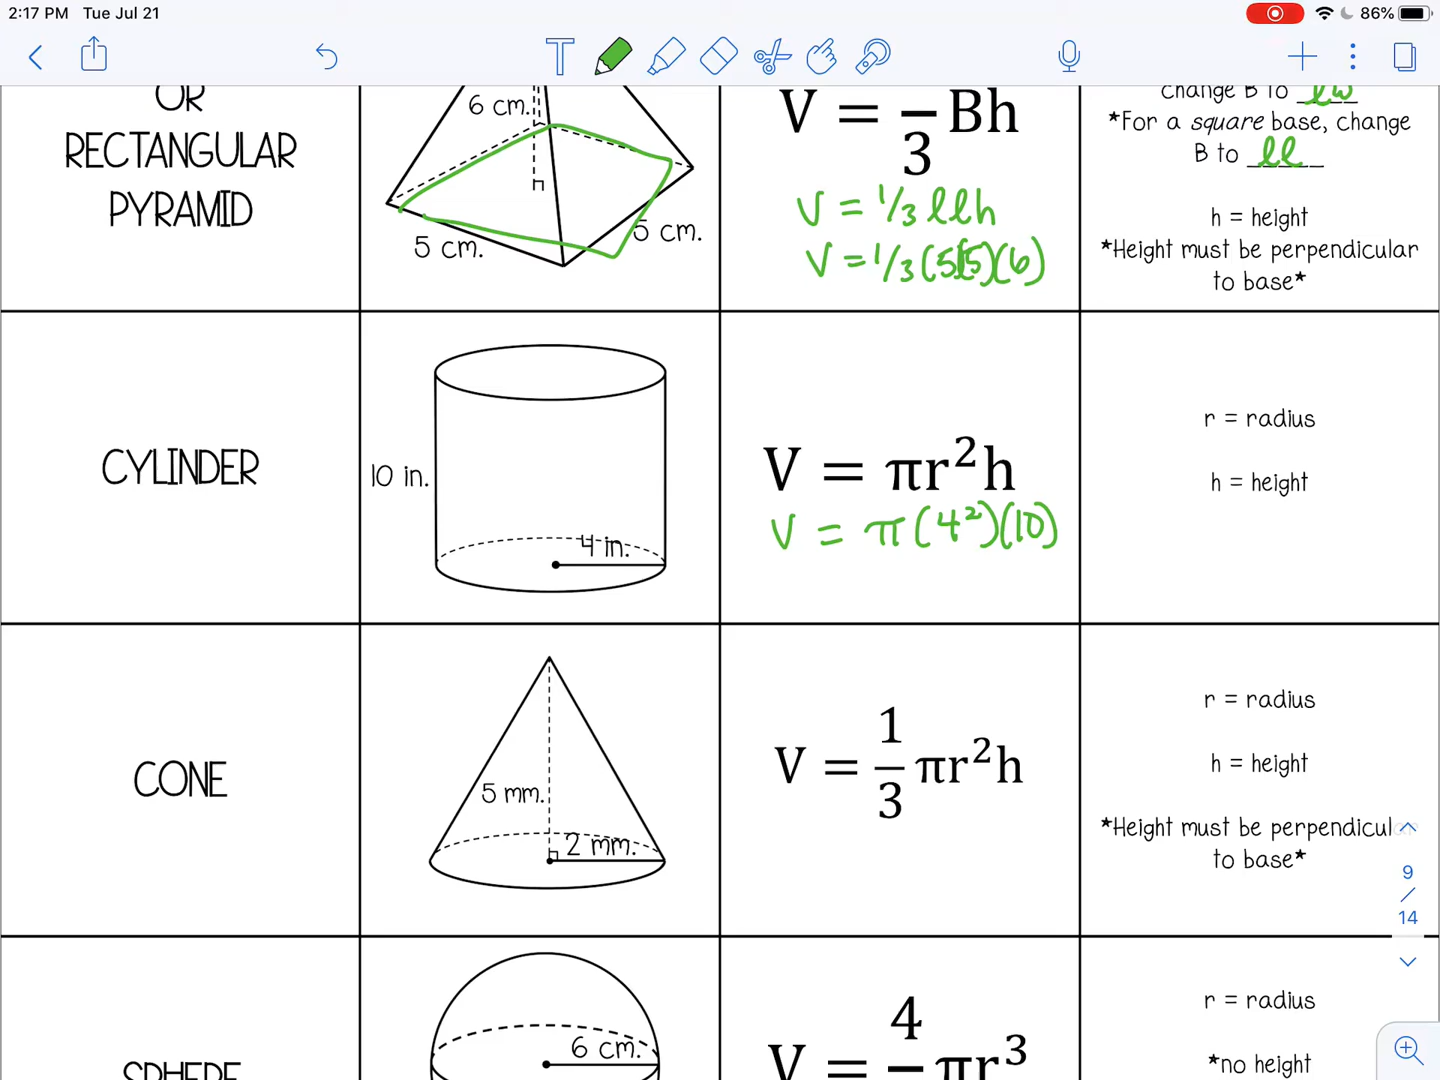 2:17 PM Tue Jul 21
86%
OR
RECTANGULAR
PYRAMID
6 cm.
5 cm.
5 cm.
V = — Bh
3
V = 1/3 llh
V = 1/3 (5)(5)(6)
change B to lw
*For a square base, change
B to ll
h = height
*Height must be perpendicular
to base*
CYLINDER
10 in.
4 in.
V = πr²h
V = π(4²)(10)
r = radius
h = height
CONE
5 mm.
2 mm.
V = 1/3 πr²h
r = radius
h = height
*Height must be perpendicular
to base*
9
/
14
SPHERE
6 cm.
V = 4/ πr³
r = radius
*no height